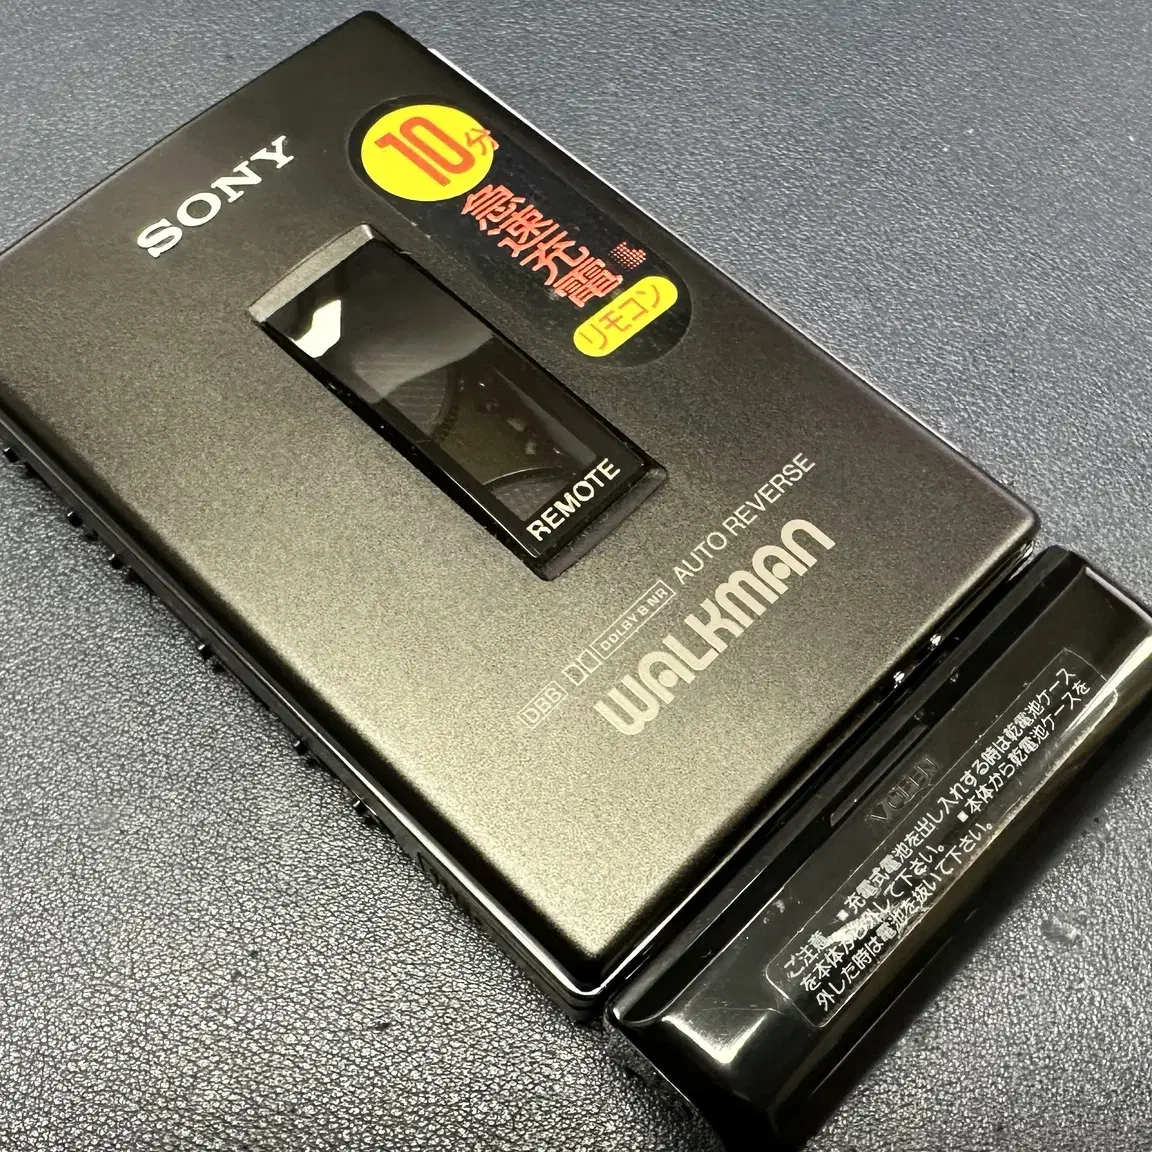 SONY
10分
急速充電
リモコン
REMOTE
DBB DOLBY B NR AUTO REVERSE
WALKMAN
OPEN
ご注意 ■充電式電池を出し入れする時は乾電池ケース
を本体から外して下さい。 ■本体から乾電池ケースを
外した時は電池を抜いて下さい。